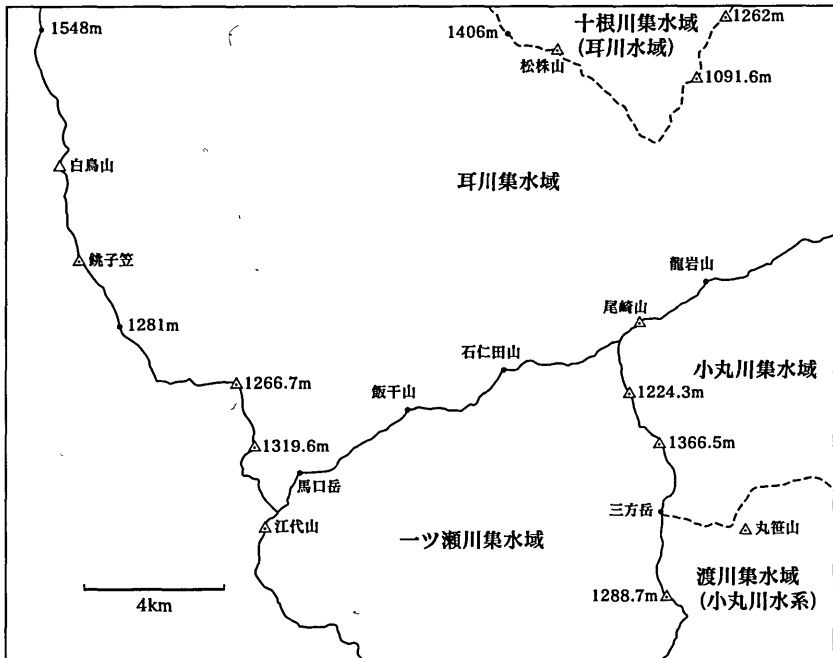 1548m
1406m
十根川集水域
(耳川水域)
1262m
松株山
1091.6m
白鳥山
耳川集水域
銚子笠
龍岩山
1281m
尾崎山
石仁田山
小丸川集水域
1266.7m
飯干山
1224.3m
1319.6m
1366.5m
馬口岳
三方岳
江代山
一ツ瀬川集水域
丸笹山
渡川集水域
(小丸川水系)
1288.7m
4km